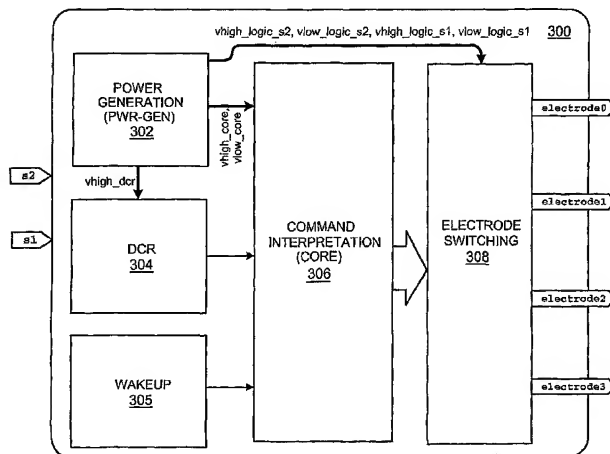 vhigh_logic_s2, vlow_logic_s2, vhigh_logic_s1, vlow_logic_s1
300
POWER
GENERATION
(PWR-GEN)
302
vhigh_core,
vlow_core
vhigh_dcr
s2
s1
DCR
304
WAKEUP
305
COMMAND
INTERPRETATION
(CORE)
306
ELECTRODE
SWITCHING
308
electrode0
electrode1
electrode2
electrode3